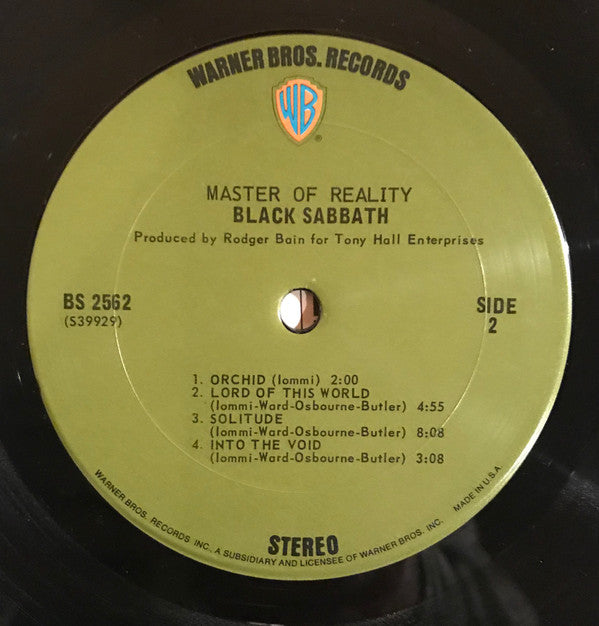 WARNER BROS. RECORDS
WB
®
MASTER OF REALITY
BLACK SABBATH
Produced by Rodger Bain for Tony Hall Enterprises
BS 2562
(S39929)
SIDE
2
1. ORCHID (Iommi) 2:00
2. LORD OF THIS WORLD
(Iommi-Ward-Osbourne-Butler) 4:55
3. SOLITUDE
(Iommi-Ward-Osbourne-Butler) 8:08
4. INTO THE VOID
(Iommi-Ward-Osbourne-Butler) 3:08
STEREO
WARNER BROS. RECORDS INC., A SUBSIDIARY AND LICENSEE OF WARNER BROS. INC. MADE IN U.S.A